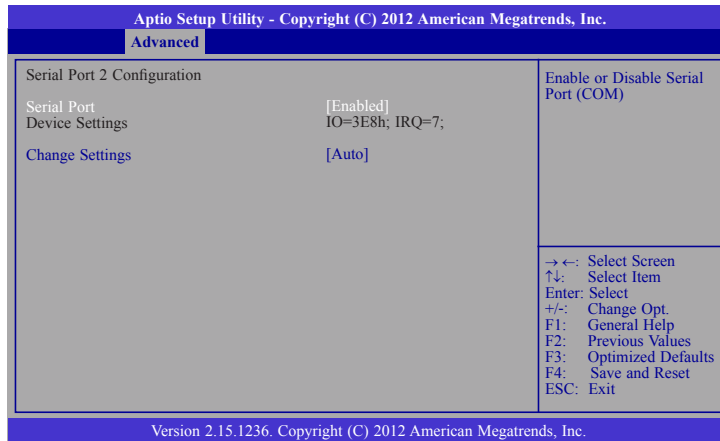 Aptio Setup Utility - Copyright (C) 2012 American Megatrends, Inc.
Advanced
Serial Port 2 Configuration
Serial Port [Enabled]
Device Settings IO=3E8h; IRQ=7;
Change Settings [Auto]
Enable or Disable Serial
Port (COM)
→←: Select Screen
↑↓: Select Item
Enter: Select
+/-: Change Opt.
F1: General Help
F2: Previous Values
F3: Optimized Defaults
F4: Save and Reset
ESC: Exit
Version 2.15.1236. Copyright (C) 2012 American Megatrends, Inc.